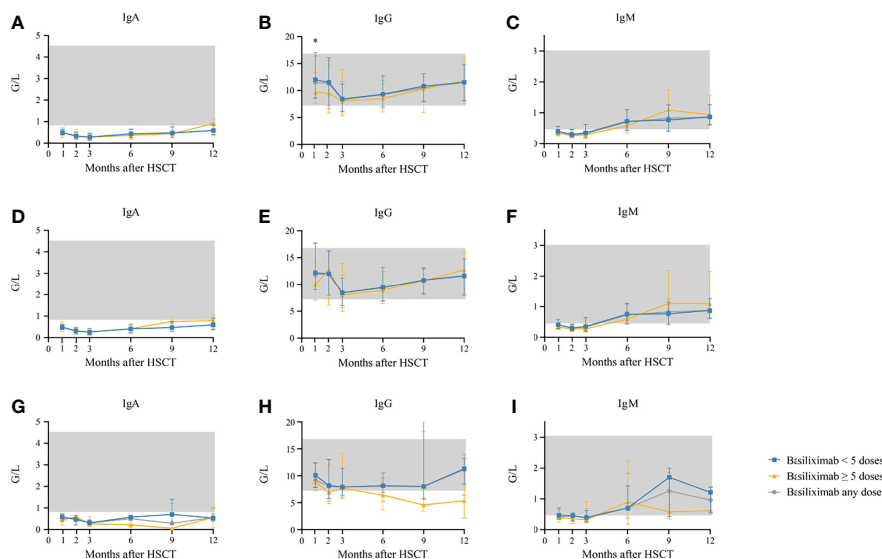 A IgA
B IgG
C IgM
G/L
5
4
3
2
1
0
0 1 2 3 6 9 12
Months after HSCT
*
20
15
10
5
0
0 1 2 3 6 9 12
Months after HSCT
G/L
3
2
1
0
0 1 2 3 6 9 12
Months after HSCT
D IgA
E IgG
F IgM
G/L
5
4
3
2
1
0
0 1 2 3 6 9 12
Months after HSCT
G/L
20
15
10
5
0
0 1 2 3 6 9 12
Months after HSCT
G/L
3
2
1
0
0 1 2 3 6 9 12
Months after HSCT
G IgA
H IgG
I IgM
G/L
5
4
3
2
1
0
0 1 2 3 6 9 12
Months after HSCT
G/L
20
15
10
5
0
0 1 2 3 6 9 12
Months after HSCT
G/L
3
2
1
0
0 1 2 3 6 9 12
Months after HSCT
Basiliximab < 5 doses
Basiliximab ≥ 5 doses
Basiliximab any dose